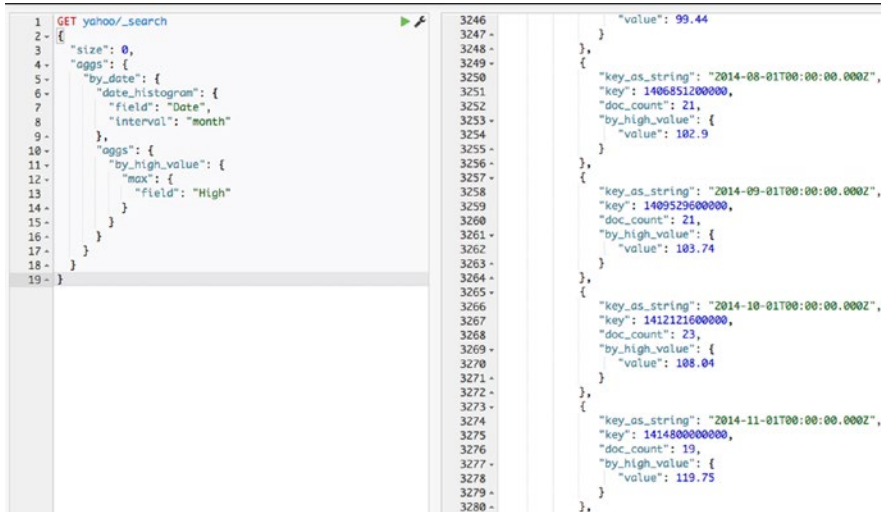 1 GET yahoo/_search
2 {
3 "size": 0,
4 "aggs": {
5 "by_date": {
6 "date_histogram": {
7 "field": "Date",
8 "interval": "month"
9 },
10 "aggs": {
11 "by_high_value": {
12 "max": {
13 "field": "High"
14 }
15 }
16 }
17 }
18 }
19 }
3246 "value": 99.44
3247 }
3248 },
3249 {
3250 "key_as_string": "2014-08-01T00:00:00.000Z",
3251 "key": 1406851200000,
3252 "doc_count": 21,
3253 "by_high_value": {
3254 "value": 102.9
3255 }
3256 },
3257 {
3258 "key_as_string": "2014-09-01T00:00:00.000Z",
3259 "key": 1409529600000,
3260 "doc_count": 21,
3261 "by_high_value": {
3262 "value": 103.74
3263 }
3264 },
3265 {
3266 "key_as_string": "2014-10-01T00:00:00.000Z",
3267 "key": 1412121600000,
3268 "doc_count": 23,
3269 "by_high_value": {
3270 "value": 108.04
3271 }
3272 },
3273 {
3274 "key_as_string": "2014-11-01T00:00:00.000Z",
3275 "key": 1414800000000,
3276 "doc_count": 19,
3277 "by_high_value": {
3278 "value": 119.75
3279 }
3280 },